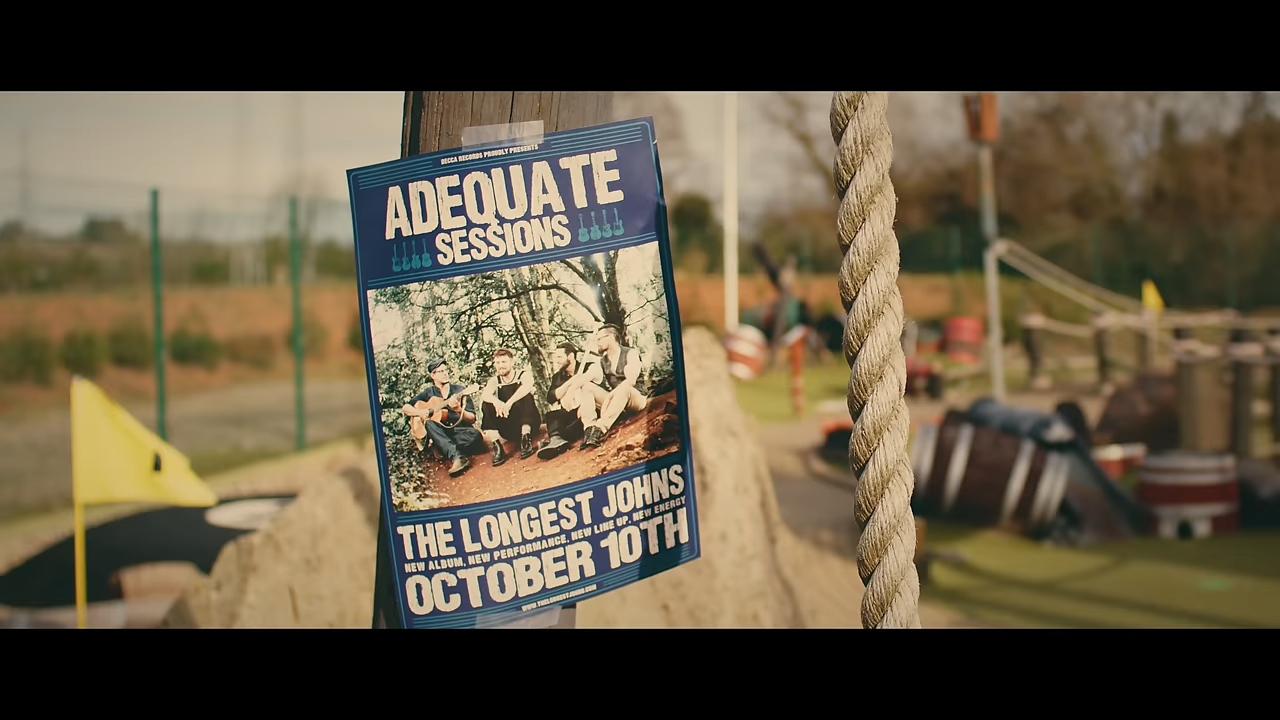 DECCA RECORDS PROUDLY PRESENTS
ADEQUATE
SESSIONS
THE LONGEST JOHNS
NEW ALBUM, NEW PERFORMANCE, NEW LINE UP, NEW ENERGY
OCTOBER 10TH
WWW.THELONGESTJOHNS.COM